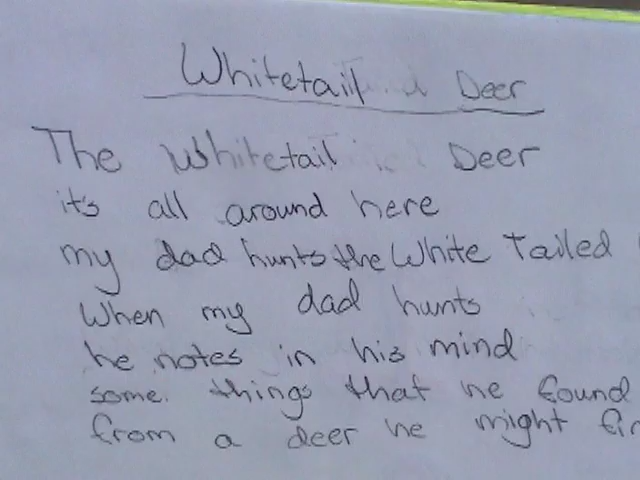 Whitetail Deer
The Whitetail Deer
it's all around here
my dad hunts the White Tailed
When my dad hunts
he notes in his mind
some things that he found
from a deer he might